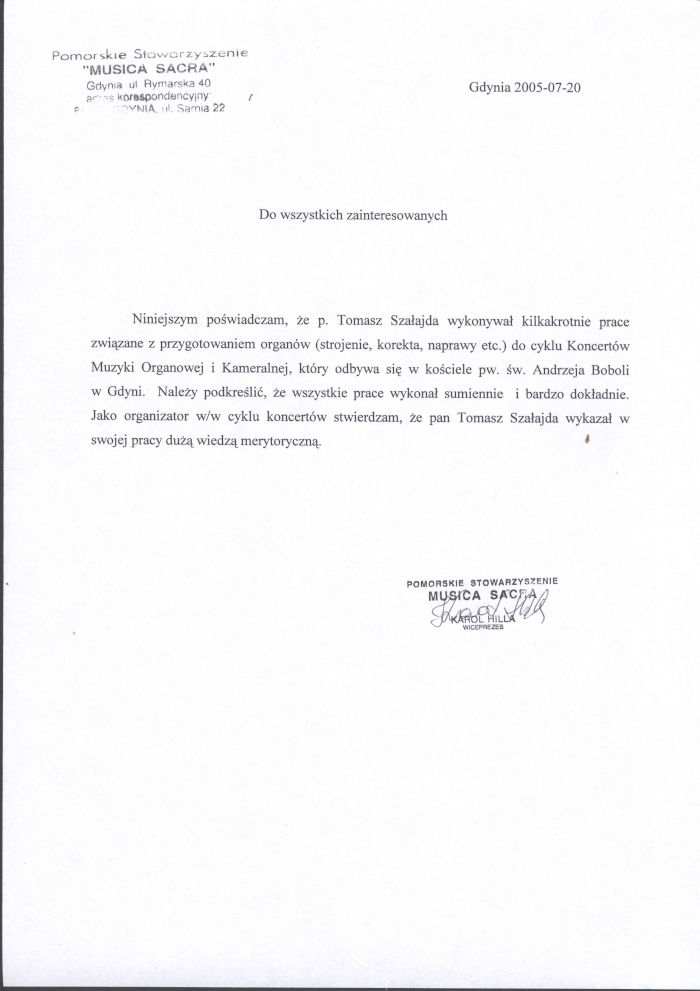 Pomorskie Stowarzyszenie
"MUSICA SACRA"
Gdynia ul Rymarska 40
Gdynia 2005-07-20
adres korespondencyjny
GDYNIA, ul. Sarnia 22
Do wszystkich zainteresowanych
Niniejszym poświadczam, że p. Tomasz Szałajda wykonywał kilkakrotnie prace
związane z przygotowaniem organów (strojenie, korekta, naprawy etc.) do cyklu Koncertów
Muzyki Organowej i Kameralnej, który odbywa się w kościele pw. św. Andrzeja Boboli
w Gdyni. Należy podkreślić, że wszystkie prace wykonał sumiennie i bardzo dokładnie.
Jako organizator w/w cyklu koncertów stwierdzam, że pan Tomasz Szałajda wykazał w
swojej pracy dużą wiedzą merytoryczną.
POMORSKIE STOWARZYSZENIE
MUSICA SACRA
KAROL HILLA
WICEPREZES